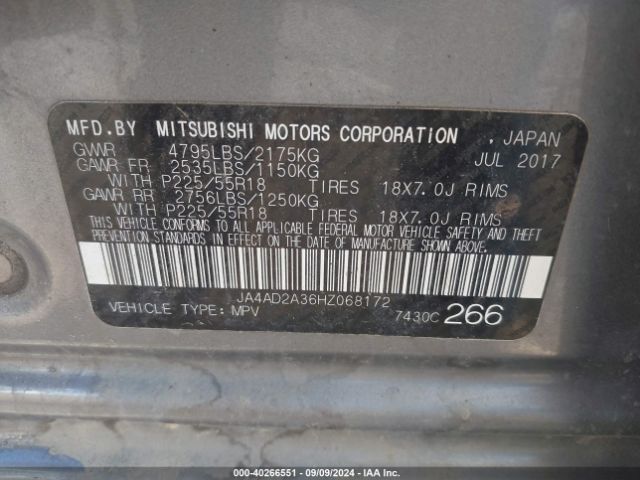 MFD.BY MITSUBISHI MOTORS CORPORATION , JAPAN
GVWR 4795LBS/2175KG JUL 2017
GAWR FR 2535LBS/1150KG
WITH P225/55R18 TIRES 18X7.0J RIMS
GAWR RR 2756LBS/1250KG
WITH P225/55R18 TIRES 18X7.0J RIMS
THIS VEHICLE CONFORMS TO ALL APPLICABLE FEDERAL MOTOR VEHICLE SAFETY AND THEFT
PREVENTION STANDARDS IN EFFECT ON THE DATE OF MANUFACTURE SHOWN ABOVE.
JA4AD2A36HZ068172
VEHICLE TYPE: MPV 7430C 266
000-40266551 - 09/09/2024 - IAA Inc.